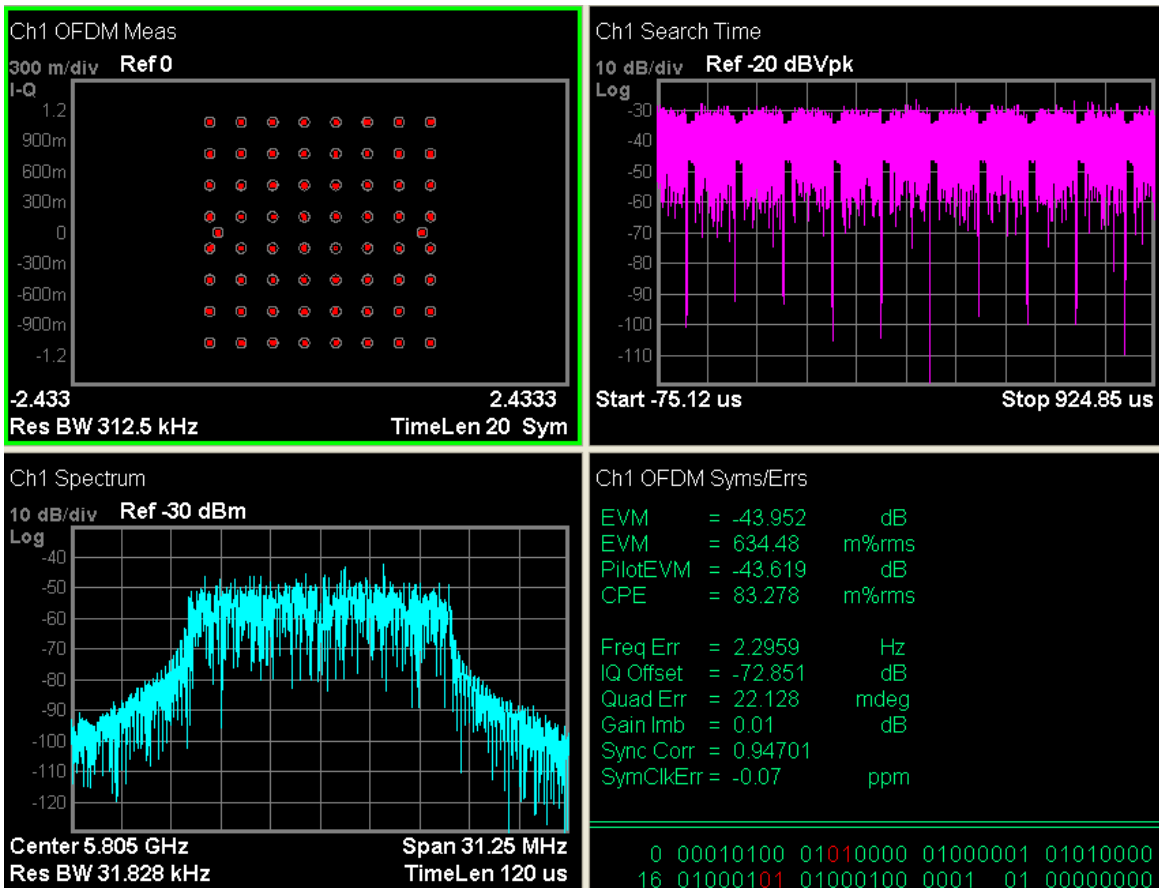 Ch1 OFDM Meas
300 m/div Ref 0
I-Q
1.2
900m
600m
300m
0
-300m
-600m
-900m
-1.2
-2.433 2.4333
Res BW 312.5 kHz TimeLen 20 Sym
Ch1 Search Time
10 dB/div Ref -20 dBVpk
Log
-30
-40
-50
-60
-70
-80
-90
-100
-110
Start -75.12 us Stop 924.85 us
Ch1 Spectrum
10 dB/div Ref -30 dBm
Log
-40
-50
-60
-70
-80
-90
-100
-110
-120
Center 5.805 GHz Span 31.25 MHz
Res BW 31.828 kHz TimeLen 120 us
Ch1 OFDM Syms/Errs
EVM = -43.952 dB
EVM = 634.48 m%rms
PilotEVM = -43.619 dB
CPE = 83.278 m%rms
Freq Err = 2.2959 Hz
IQ Offset = -72.851 dB
Quad Err = 22.128 mdeg
Gain Imb = 0.01 dB
Sync Corr = 0.94701
SymClkErr = -0.07 ppm
0 00010100 01010000 01000001 01010000
16 01000101 01000100 0001 01 00000000